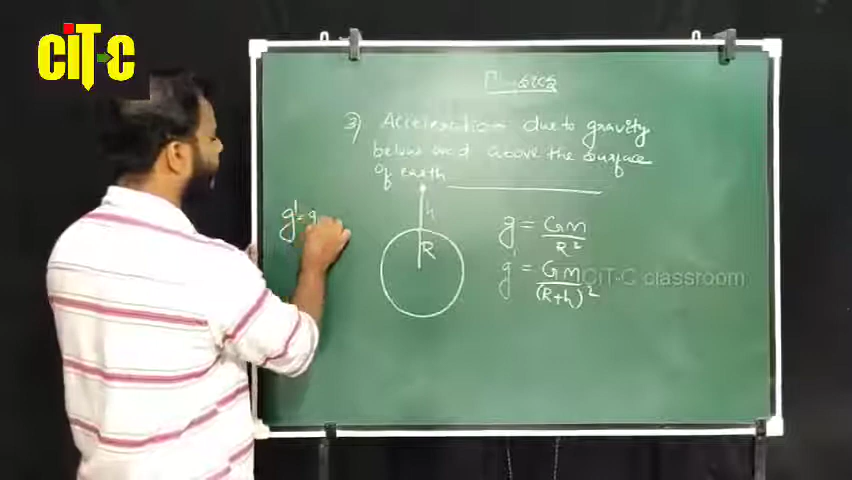 CiT-C
3) Acceleration due to gravity
below and above the surface
of earth
h
R
g' = g
g = GM / R²
g' = GM / (R+h)²
CiT-C classroom